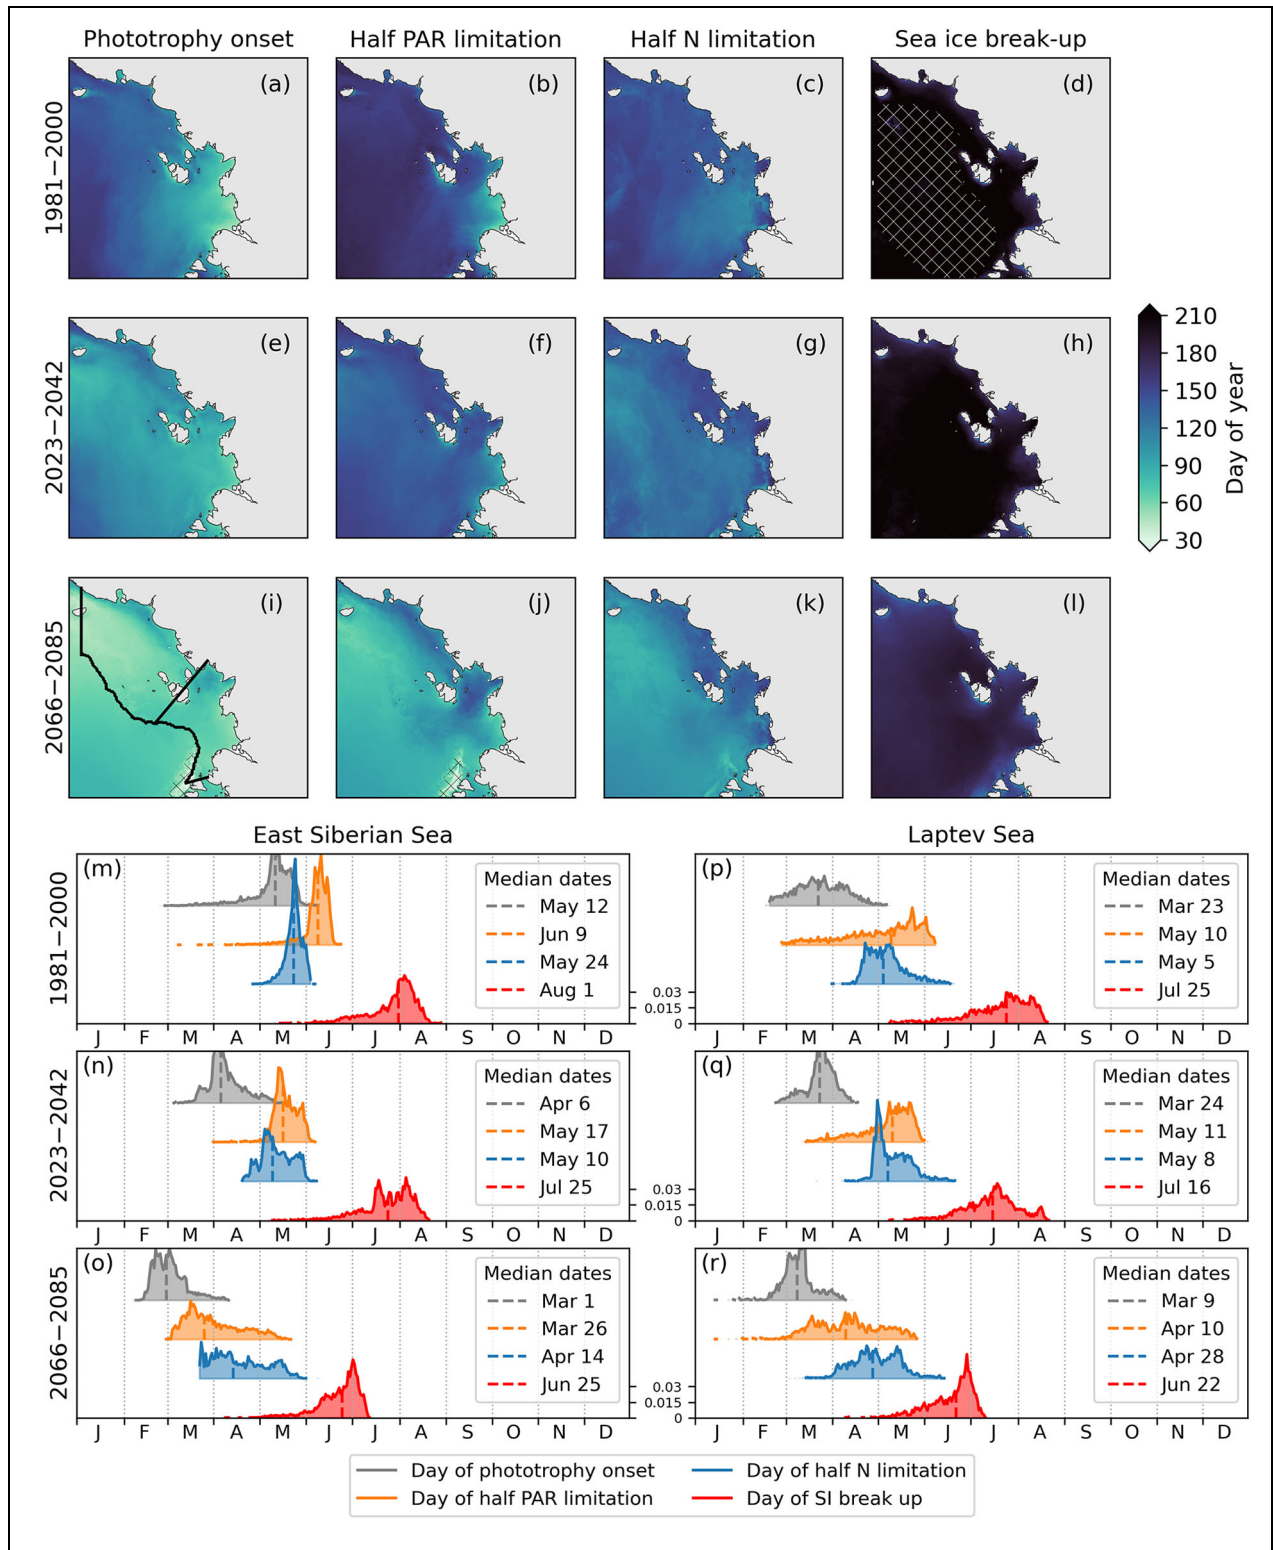 Phototrophy onset Half PAR limitation Half N limitation Sea ice break-up
1981−2000
(a) (b) (c) (d)
2023−2042
(e) (f) (g) (h)
210
180
150
120
90
60
30
Day of year
2066−2085
(i) (j) (k) (l)
East Siberian Sea Laptev Sea
1981−2000
(m)
Median dates
May 12
Jun 9
May 24
Aug 1
J F M A M J J A S O N D
0.03
0.015
0
(p)
Median dates
Mar 23
May 10
May 5
Jul 25
J F M A M J J A S O N D
2023−2042
(n)
Median dates
Apr 6
May 17
May 10
Jul 25
J F M A M J J A S O N D
0.03
0.015
0
(q)
Median dates
Mar 24
May 11
May 8
Jul 16
J F M A M J J A S O N D
2066−2085
(o)
Median dates
Mar 1
Mar 26
Apr 14
Jun 25
J F M A M J J A S O N D
0.03
0.015
0
(r)
Median dates
Mar 9
Apr 10
Apr 28
Jun 22
J F M A M J J A S O N D
Day of phototrophy onset
Day of half PAR limitation
Day of half N limitation
Day of SI break up